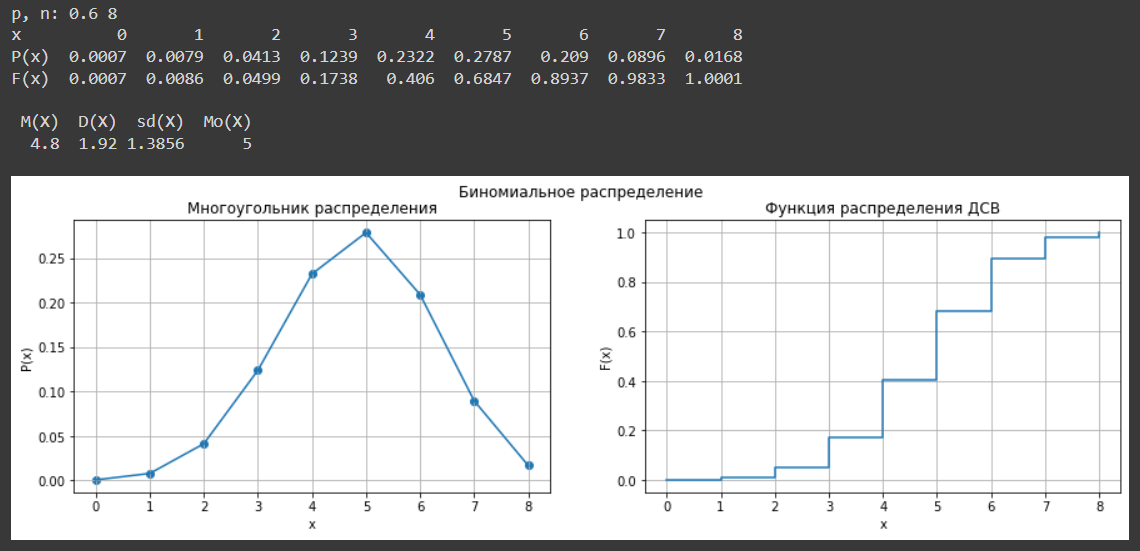 p, n: 0.6 8
x 0 1 2 3 4 5 6 7 8
P(x) 0.0007 0.0079 0.0413 0.1239 0.2322 0.2787 0.209 0.0896 0.0168
F(x) 0.0007 0.0086 0.0499 0.1738 0.406 0.6847 0.8937 0.9833 1.0001
M(X) D(X) sd(X) Mo(X)
4.8 1.92 1.3856 5
Биномиальное распределение
Многоугольник распределения
0.25
0.20
0.15
0.10
0.05
0.00
P(x)
0 1 2 3 4 5 6 7 8
x
Функция распределения ДСВ
1.0
0.8
0.6
0.4
0.2
0.0
F(x)
0 1 2 3 4 5 6 7 8
x